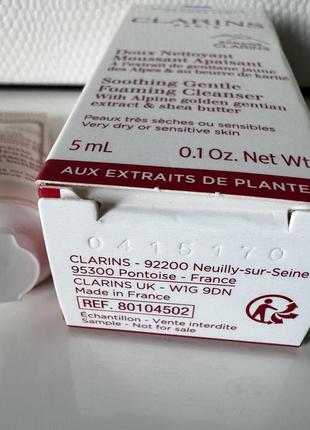 CLARINS
CLARINS
Doux Nettoyant
Moussant Apaisant
à l'extrait de gentiane jaune
des Alpes & au beurre de karité
Soothing Gentle
Foaming Cleanser
With Alpine golden gentian
extract & shea butter
Peaux très sèches ou sensibles
Very dry or sensitive skin
5 mL 0.1 Oz. Net Wt
AUX EXTRAITS DE PLANTE
0415170
CLARINS - 92200 Neuilly-sur-Seine
95300 Pontoise - France
CLARINS UK - W1G 9DN
Made in France
REF. 80104502
Échantillon - Vente interdite
Sample - Not for sale